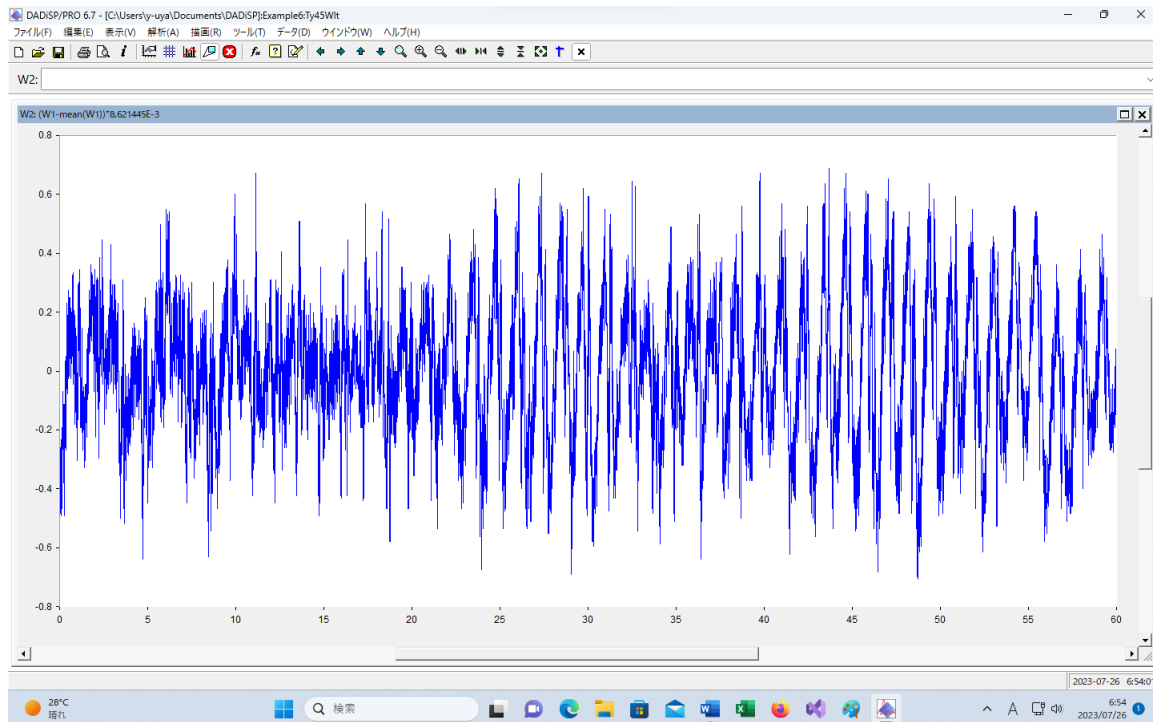 DADiSP/PRO 6.7 - [C:\Users\y-uya\Documents\DADiSP]:Example6:Ty45Wlt
ファイル(F) 編集(E) 表示(V) 解析(A) 描画(R) ツール(T) データ(D) ウインドウ(W) ヘルプ(H)
W2:
W2: (W1-mean(W1))*8.621445E-3
0.8
0.6
0.4
0.2
0
-0.2
-0.4
-0.6
-0.8
0 5 10 15 20 25 30 35 40 45 50 55 60
2023-07-26 6:54:01
28°C
晴れ
検索
A
6:54
2023/07/26
1